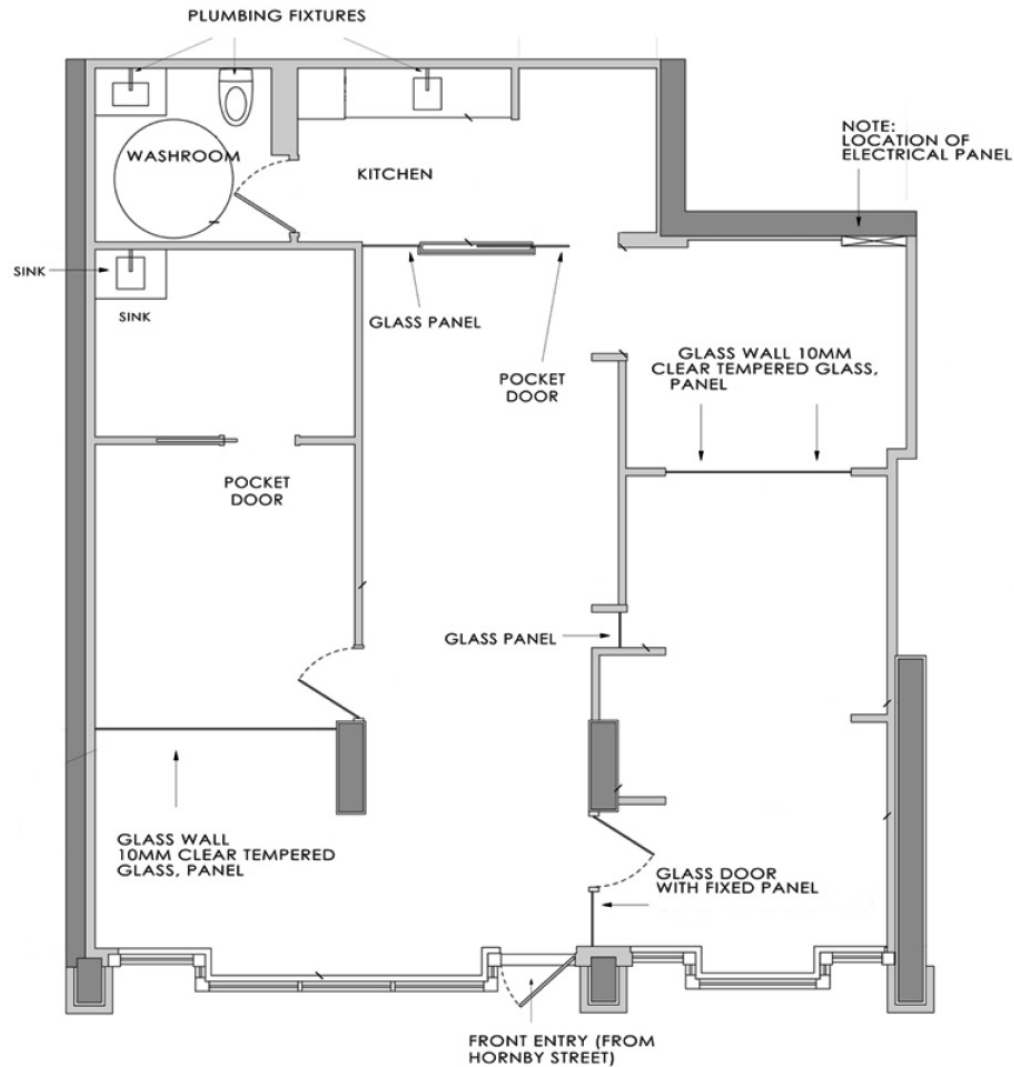 PLUMBING FIXTURES
NOTE:
LOCATION OF
ELECTRICAL PANEL
WASHROOM
KITCHEN
SINK
SINK
GLASS PANEL
POCKET
DOOR
GLASS WALL 10MM
CLEAR TEMPERED GLASS,
PANEL
POCKET
DOOR
GLASS PANEL
GLASS WALL
10MM CLEAR TEMPERED
GLASS, PANEL
GLASS DOOR
WITH FIXED PANEL
FRONT ENTRY (FROM
HORNBY STREET)